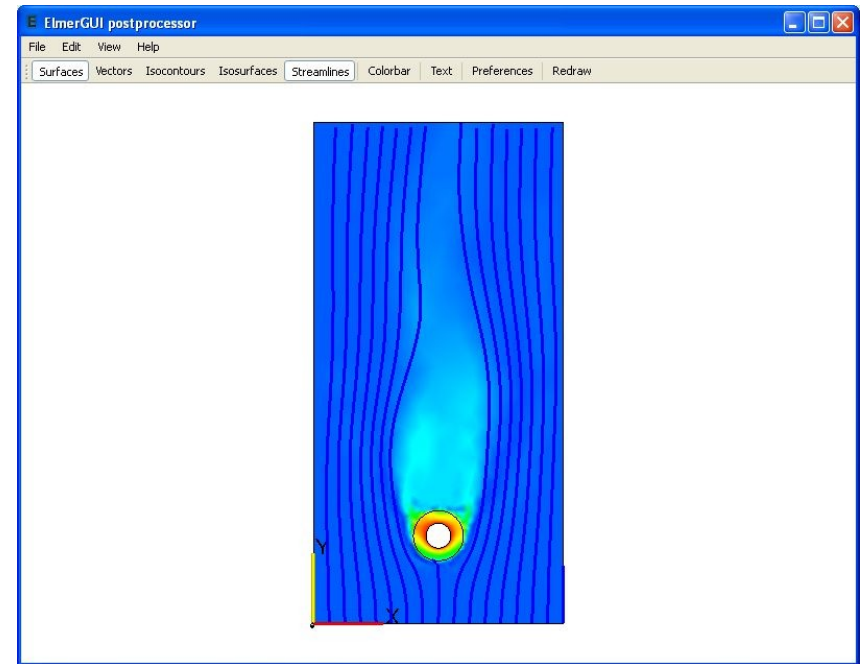 E ElmerGUI postprocessor
File Edit View Help
Surfaces Vectors Isocontours Isosurfaces Streamlines Colorbar Text Preferences Redraw
Y
X